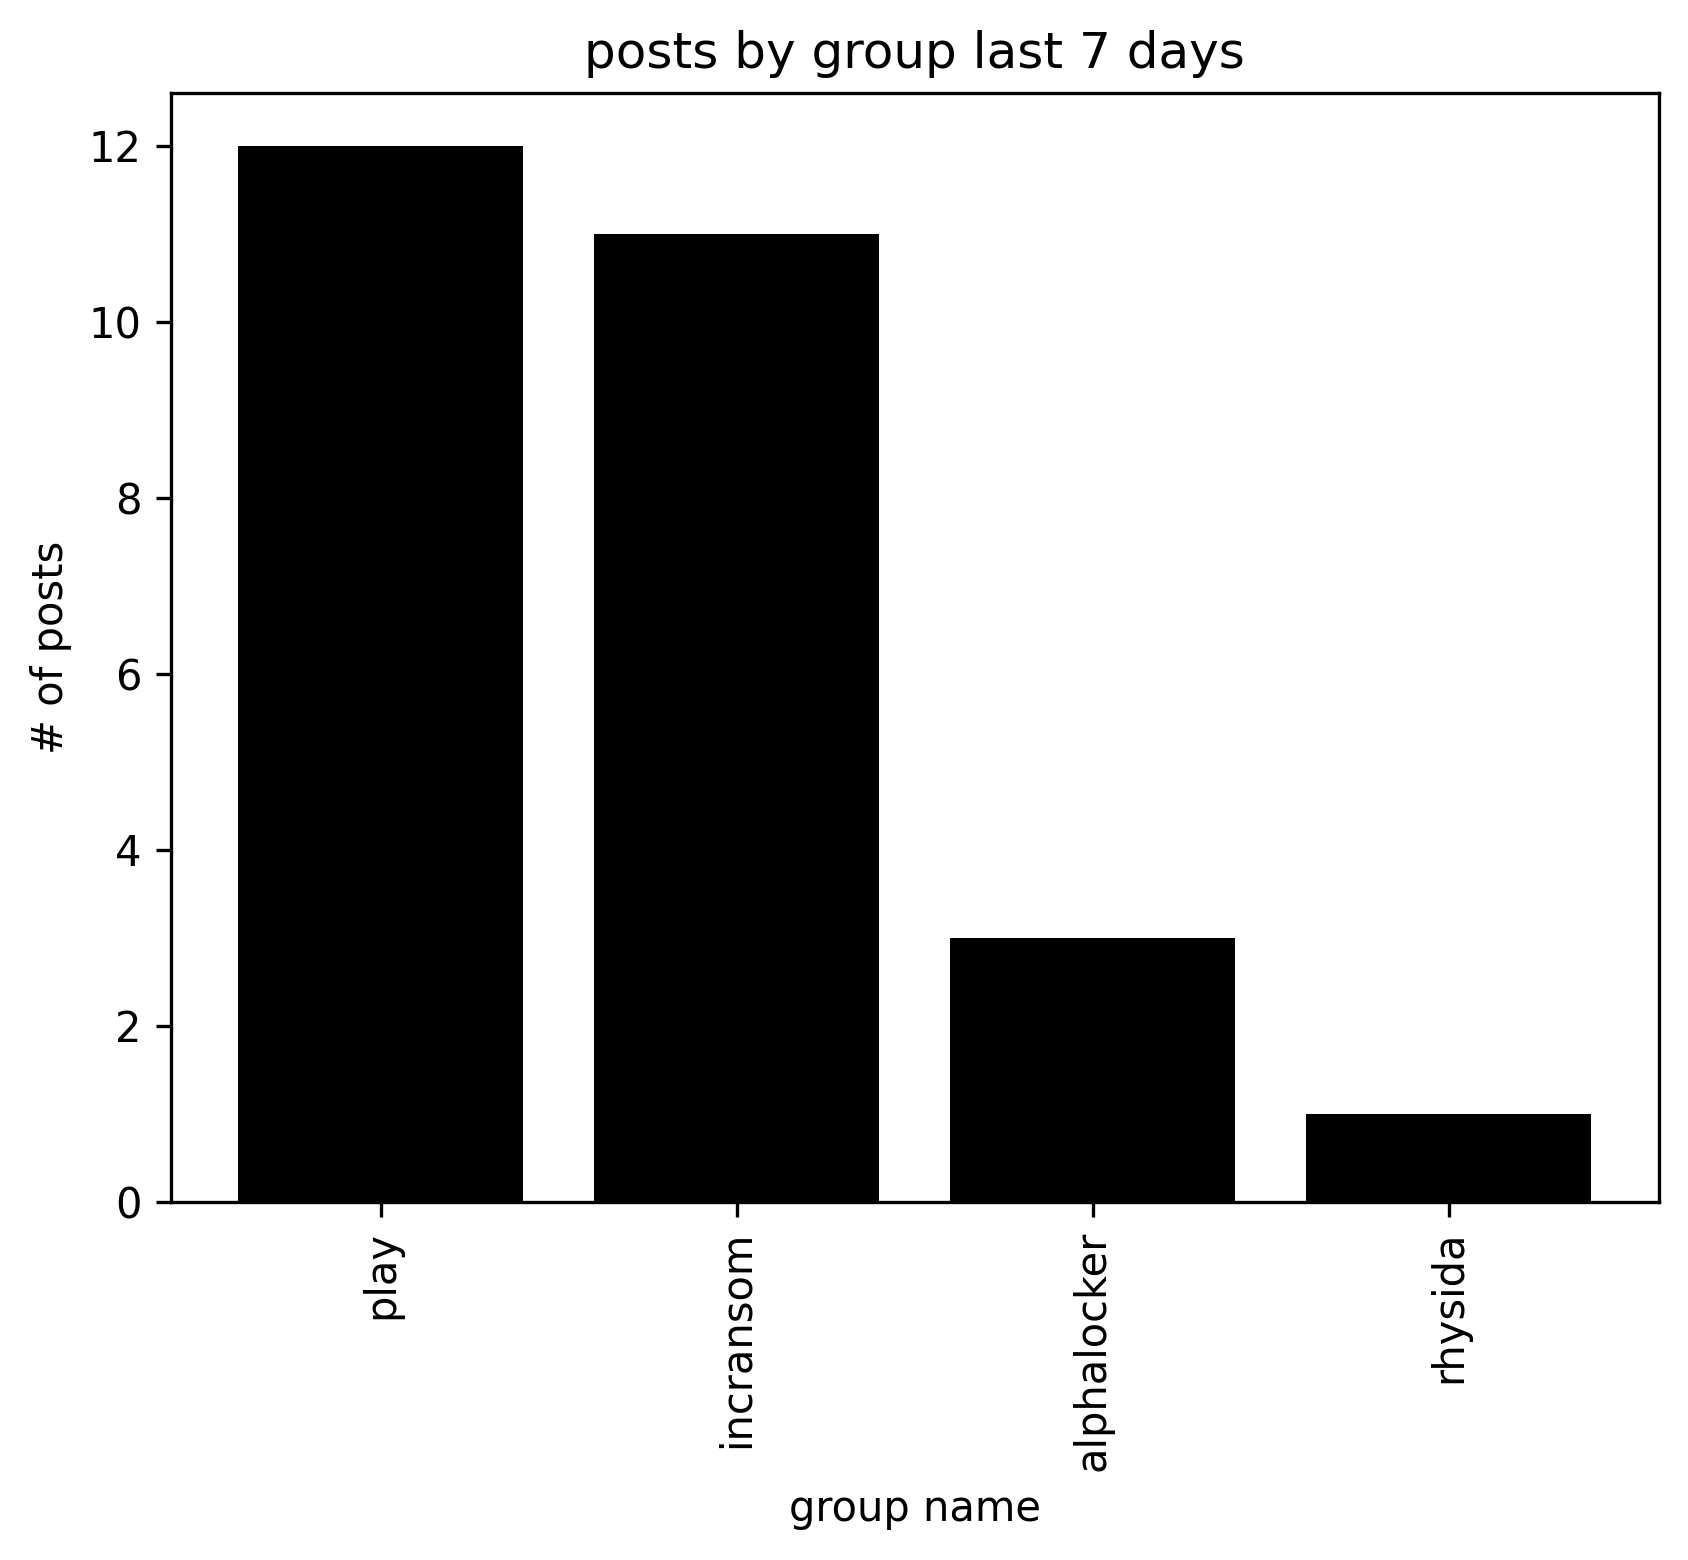 posts by group last 7 days
12
10
8
6
4
2
0
# of posts
play
incransom
alphalocker
rhysida
group name